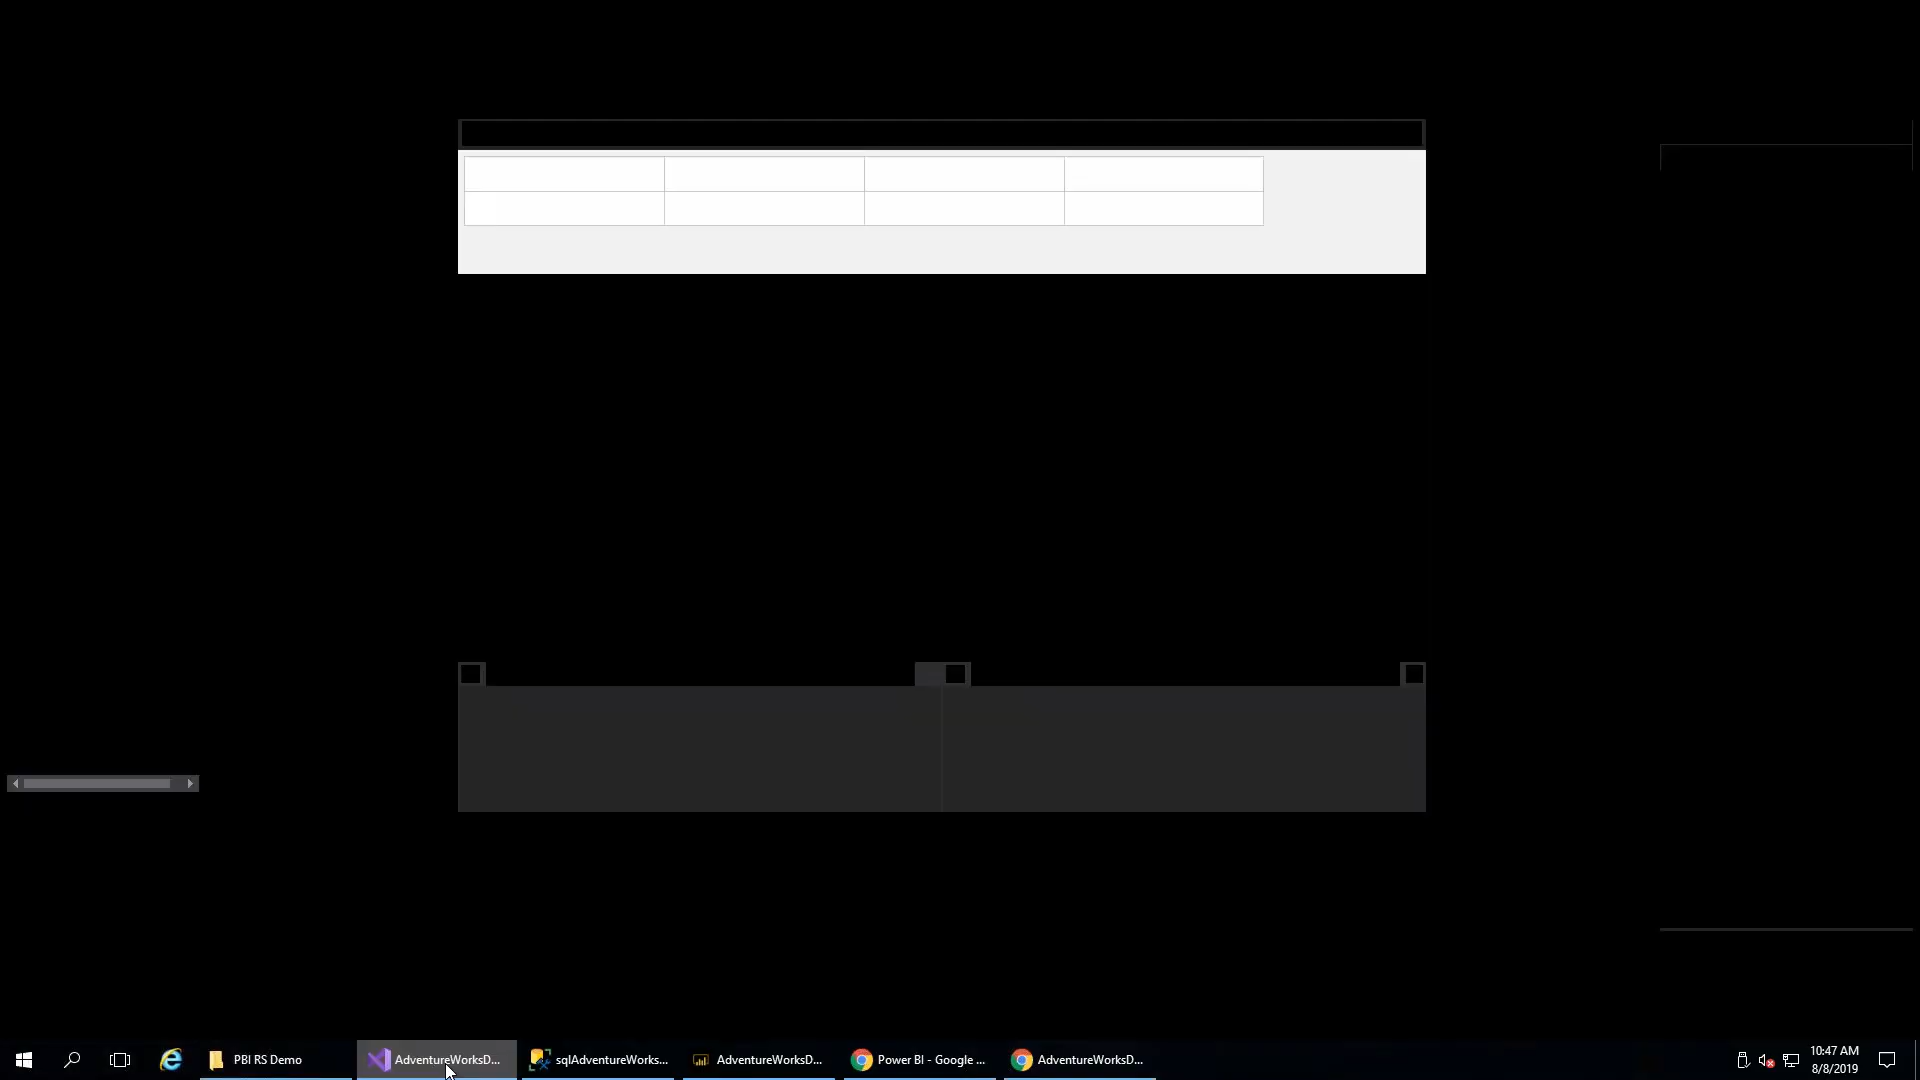 PBI RS Demo
AdventureWorksD...
sqlAdventureWorks...
AdventureWorksD...
Power BI - Google ...
AdventureWorksD...
10:47 AM
8/8/2019